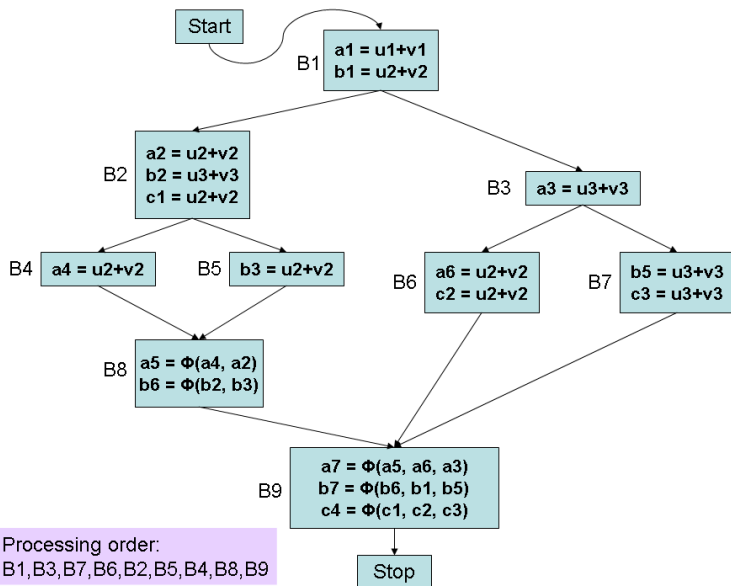 Start
B1
a1 = u1+v1
b1 = u2+v2
B2
a2 = u2+v2
b2 = u3+v3
c1 = u2+v2
B3
a3 = u3+v3
B4
a4 = u2+v2
B5
b3 = u2+v2
B6
a6 = u2+v2
c2 = u2+v2
B7
b5 = u3+v3
c3 = u3+v3
B8
a5 = Φ(a4, a2)
b6 = Φ(b2, b3)
B9
a7 = Φ(a5, a6, a3)
b7 = Φ(b6, b1, b5)
c4 = Φ(c1, c2, c3)
Processing order:
B1,B3,B7,B6,B2,B5,B4,B8,B9
Stop